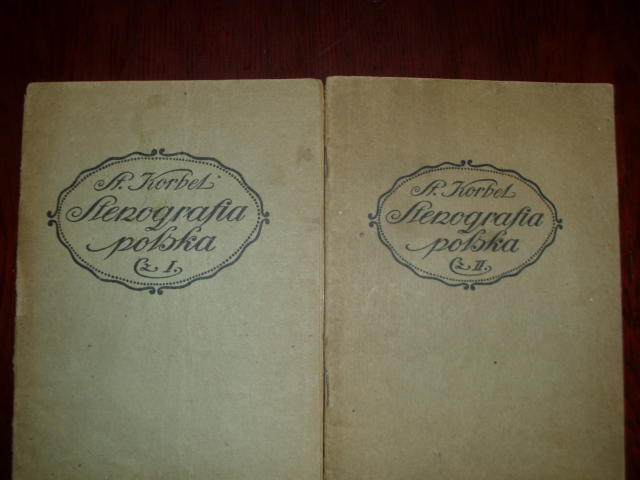 St. Korbel
Stenografia
polska
Cz I.
St. Korbel
Stenografia
polska
Cz II.